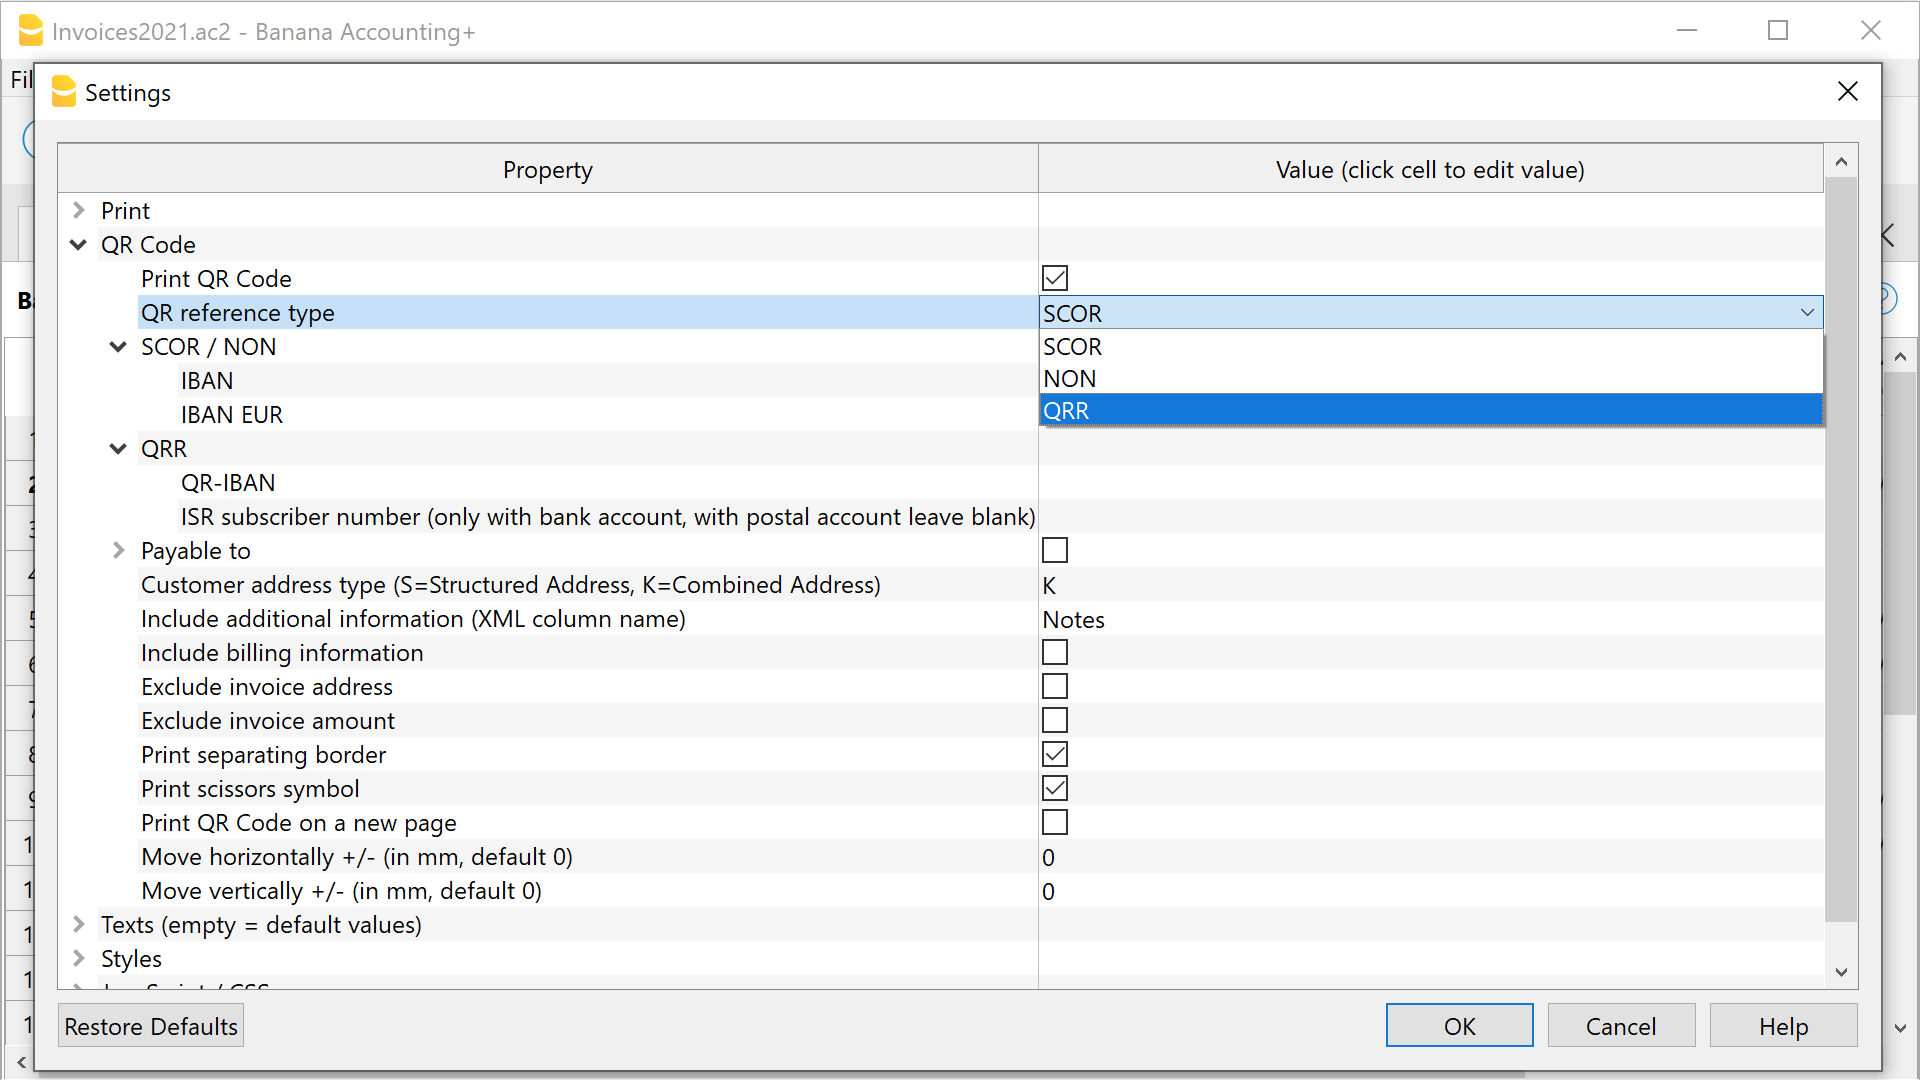 Invoices2021.ac2 - Banana Accounting+
Fil
Settings
Property
Value (click cell to edit value)
Print
QR Code
Print QR Code
QR reference type
SCOR
SCOR / NON
SCOR
IBAN
NON
IBAN EUR
QRR
QRR
QR-IBAN
ISR subscriber number (only with bank account, with postal account leave blank)
Payable to
Customer address type (S=Structured Address, K=Combined Address)
K
Include additional information (XML column name)
Notes
Include billing information
Exclude invoice address
Exclude invoice amount
Print separating border
Print scissors symbol
Print QR Code on a new page
Move horizontally +/- (in mm, default 0)
0
Move vertically +/- (in mm, default 0)
0
Texts (empty = default values)
Styles
Restore Defaults
OK
Cancel
Help